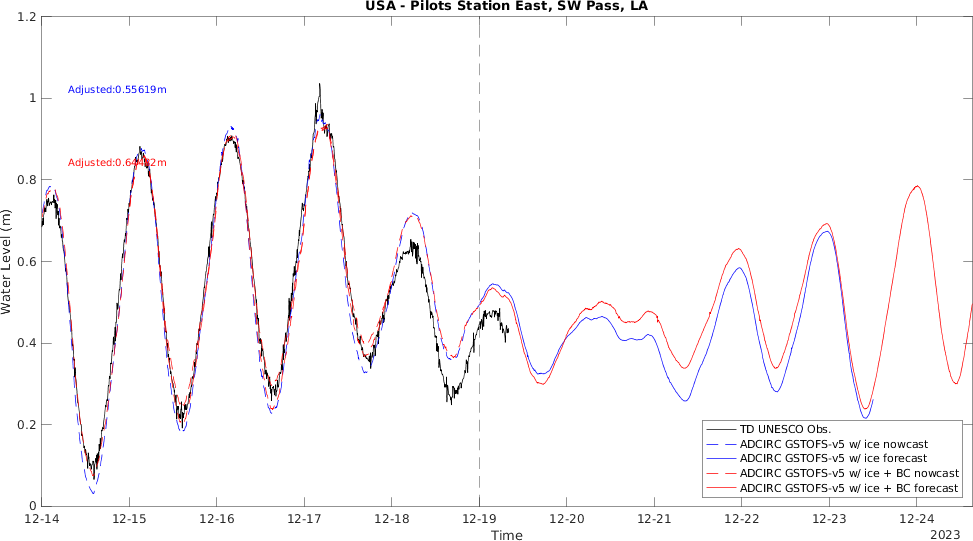 USA - Pilots Station East, SW Pass, LA
1.2
Adjusted:0.55619m
1
Adjusted:0.64482m
0.8
0.6
0.4
0.2
0
Water Level (m)
TD UNESCO Obs.
ADCIRC GSTOFS-v5 w/ ice nowcast
ADCIRC GSTOFS-v5 w/ ice forecast
ADCIRC GSTOFS-v5 w/ ice + BC nowcast
ADCIRC GSTOFS-v5 w/ ice + BC forecast
12-14 12-15 12-16 12-17 12-18 12-19 12-20 12-21 12-22 12-23 12-24
Time
2023